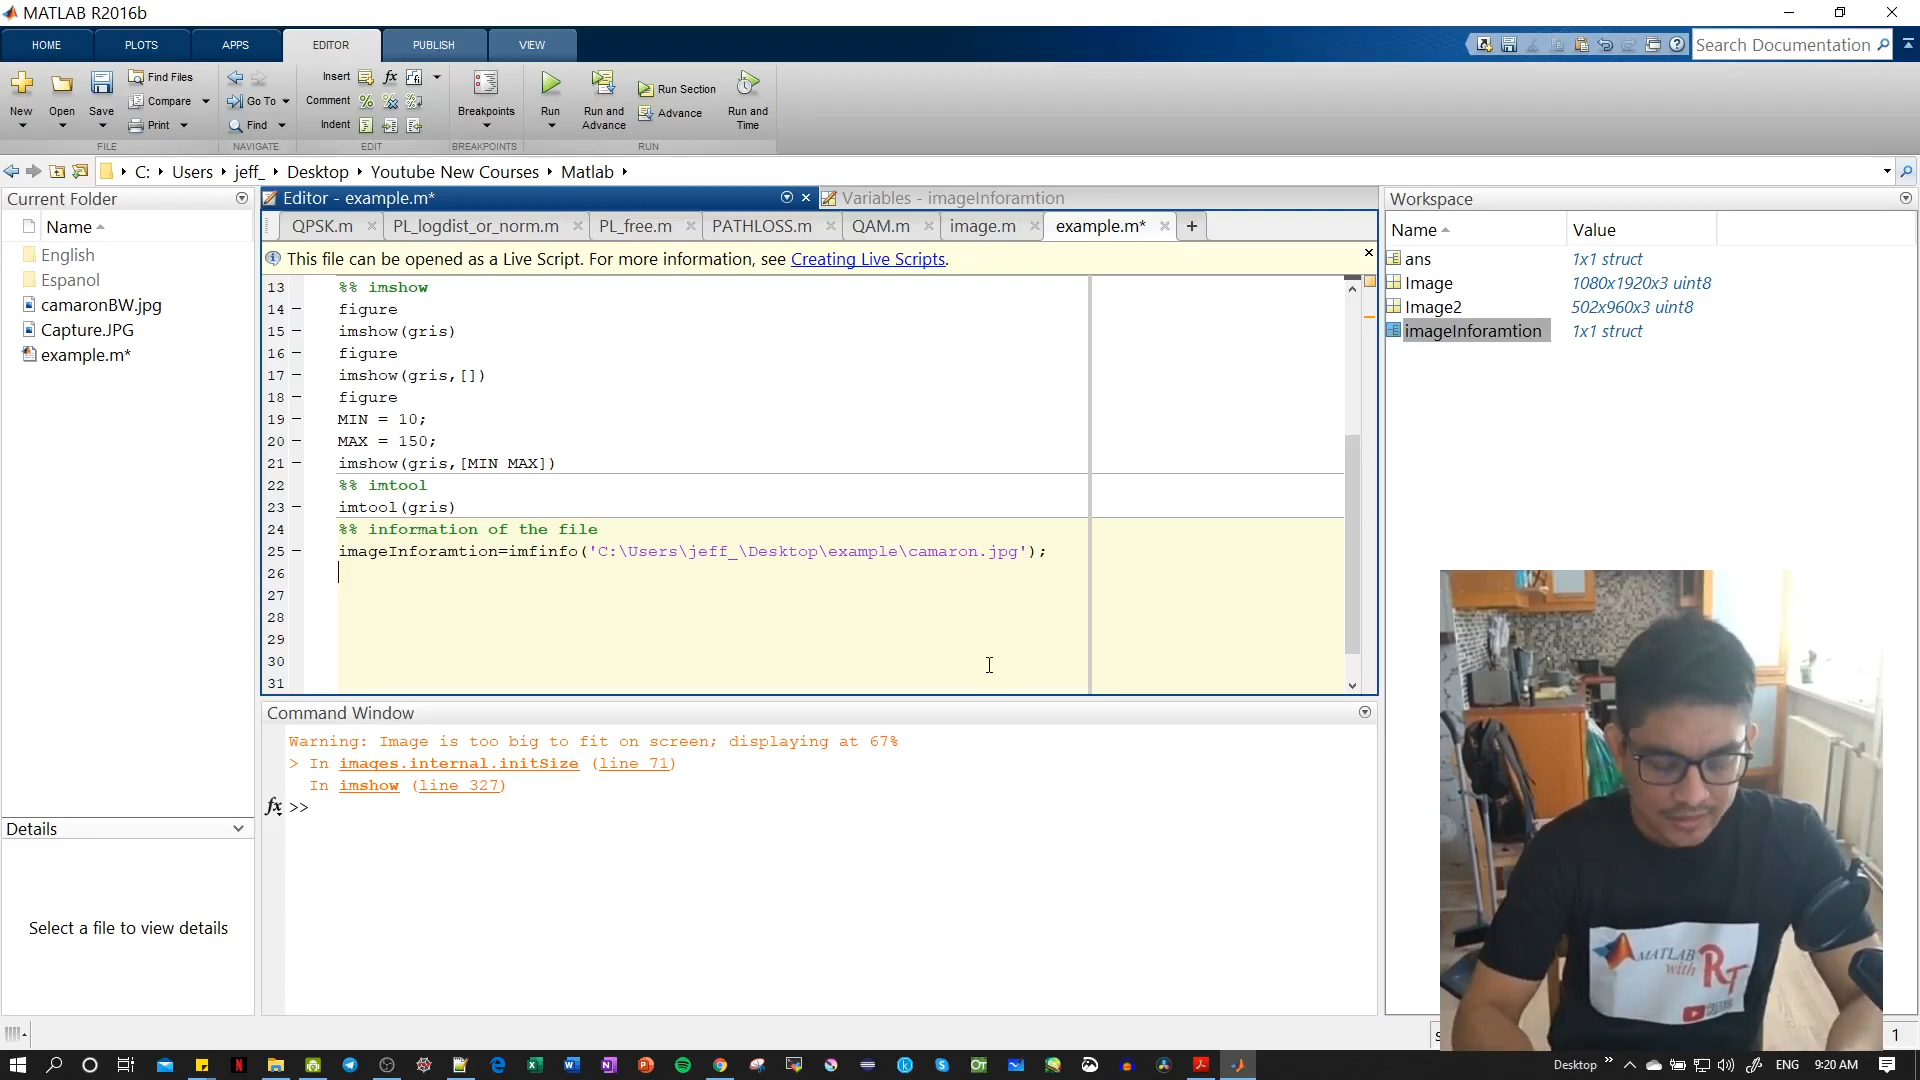 MATLAB R2016b
HOME PLOTS APPS EDITOR PUBLISH VIEW
Search Documentation
New Open Save Find Files Compare Print
Go To Find
Insert fx
Comment
Indent
Breakpoints Run Run and Advance Run Section Advance Run and Time
FILE NAVIGATE EDIT BREAKPOINTS RUN
C: Users jeff_ Desktop Youtube New Courses Matlab
Current Folder
Name
English
Espanol
camaronBW.jpg
Capture.JPG
example.m*
Details
Select a file to view details
Editor - example.m* Variables - imageInforamtion
QPSK.m PL_logdist_or_norm.m PL_free.m PATHLOSS.m QAM.m image.m example.m* +
This file can be opened as a Live Script. For more information, see Creating Live Scripts.
13 %% imshow
14 – figure
15 – imshow(gris)
16 – figure
17 – imshow(gris,[])
18 – figure
19 – MIN = 10;
20 – MAX = 150;
21 – imshow(gris,[MIN MAX])
22 %% imtool
23 – imtool(gris)
24 %% information of the file
25 – imageInforamtion=imfinfo('C:\Users\jeff_\Desktop\example\camaron.jpg');
26
27
28
29
30
31
Command Window
Warning: Image is too big to fit on screen; displaying at 67%
> In images.internal.initSize (line 71)
In imshow (line 327)
fx >>
Workspace
Name Value
ans 1x1 struct
Image 1080x1920x3 uint8
Image2 502x960x3 uint8
imageInforamtion 1x1 struct
MATLAB
with RT
1
Desktop » ENG 9:20 AM